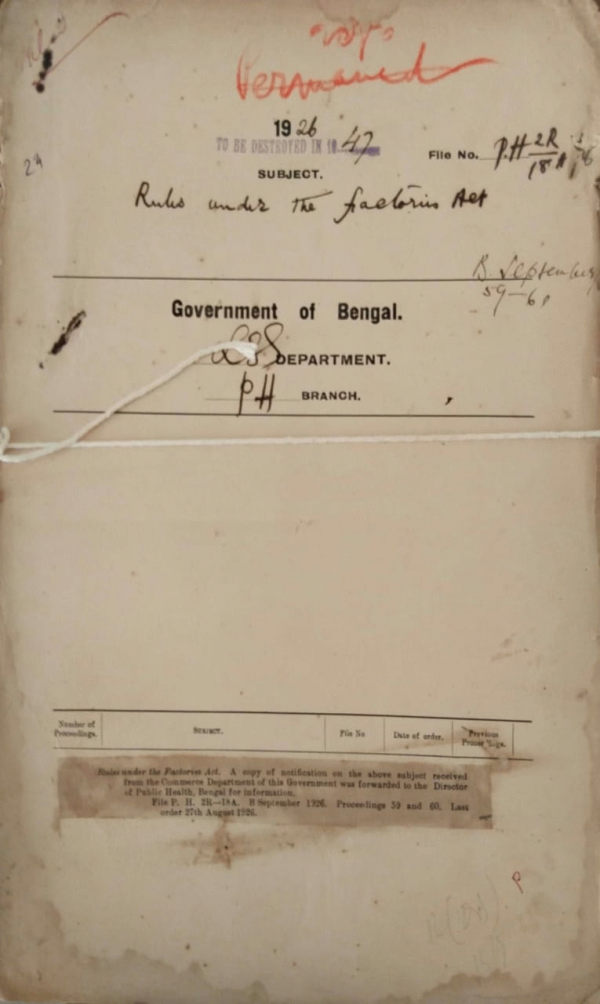 Permanent
1926
TO BE DESTROYED IN 1947
File No. P.H 2R/18A
29
SUBJECT.
Rules under the factories Act
B. September
59-60
Government of Bengal.
LSG DEPARTMENT.
PH BRANCH.
Number of Proceedings. SUBJECT. File No Date of order. Previous Proceedings.
Rules under the Factories Act. A copy of notification on the above subject received
from the Commerce Department of this Government was forwarded to the Director
of Public Health, Bengal for information.
File P. H. 2R—18A. B September 1926. Proceedings 59 and 60. Last
order 27th August 1926.
P